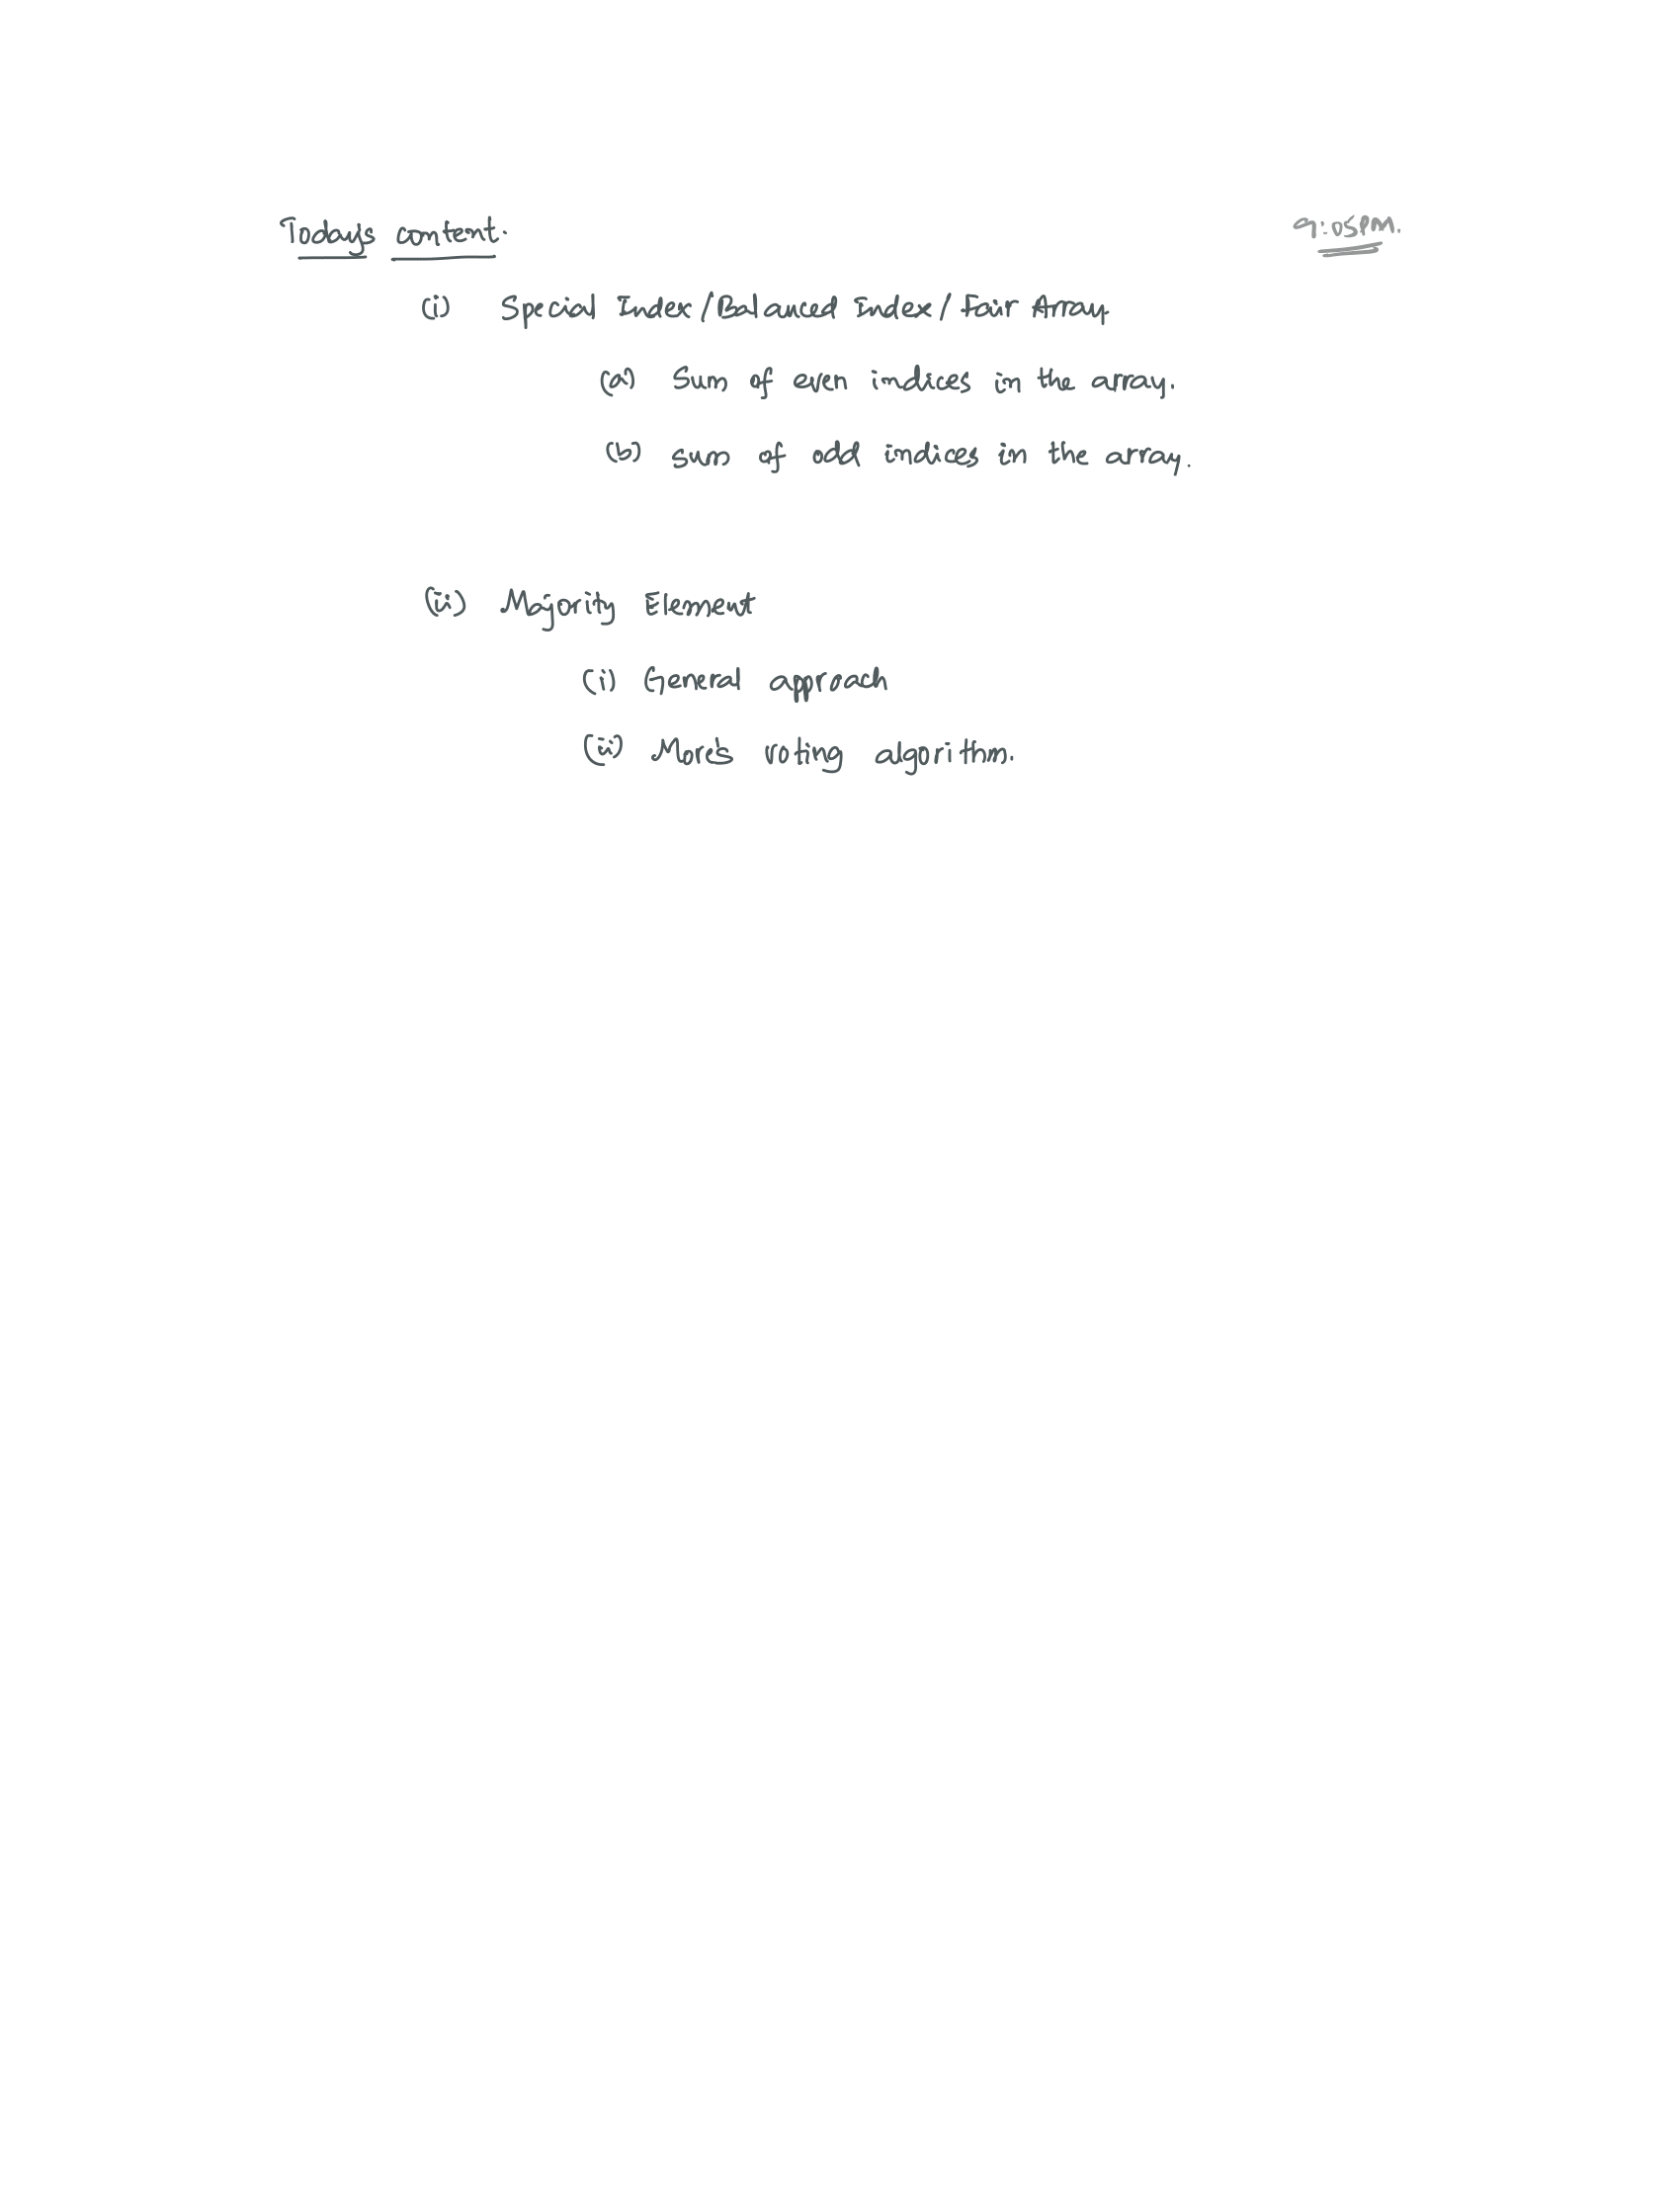 Todays content.
9:05PM.
(i) Special Index/Balanced Index/Fair Array
(a) Sum of even indices in the array.
(b) sum of odd indices in the array.
(ii) Majority Element
(i) General approach
(ii) More's voting algorithm.